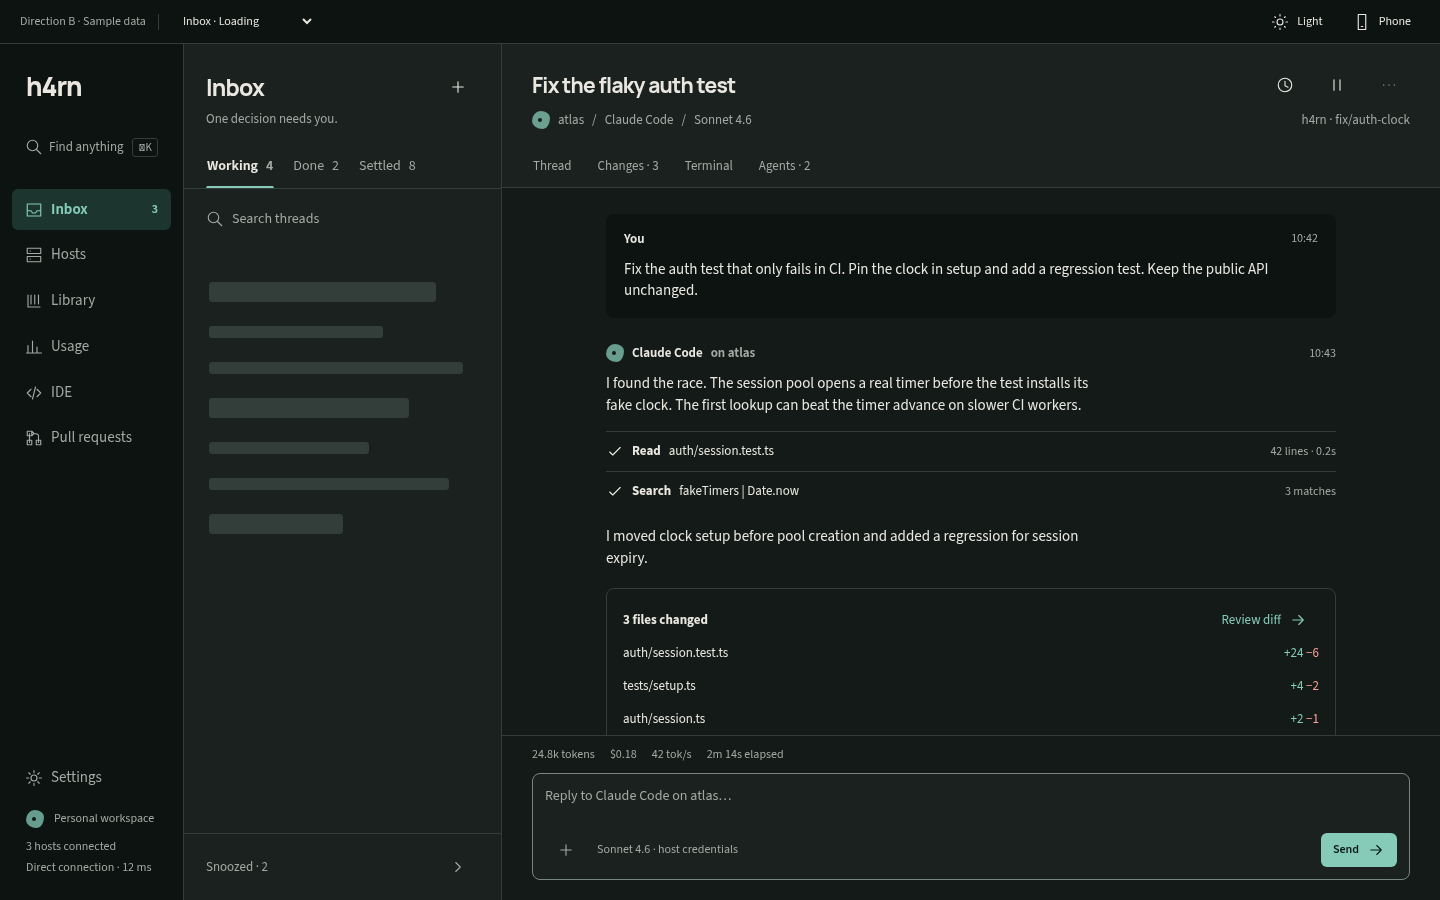 Direction B · Sample data
Inbox · Loading
Light
Phone
h4rn
Find anything
K
Inbox 3
Hosts
Library
Usage
IDE
Pull requests
Settings
Personal workspace
3 hosts connected
Direct connection · 12 ms
Inbox
One decision needs you.
Working 4 Done 2 Settled 8
Search threads
Snoozed · 2
Fix the flaky auth test
atlas / Claude Code / Sonnet 4.6
h4rn · fix/auth-clock
Thread Changes · 3 Terminal Agents · 2
You 10:42
Fix the auth test that only fails in CI. Pin the clock in setup and add a regression test. Keep the public API
unchanged.
Claude Code on atlas 10:43
I found the race. The session pool opens a real timer before the test installs its
fake clock. The first lookup can beat the timer advance on slower CI workers.
Read auth/session.test.ts 42 lines · 0.2s
Search fakeTimers | Date.now 3 matches
I moved clock setup before pool creation and added a regression for session
expiry.
3 files changed Review diff
auth/session.test.ts +24 −6
tests/setup.ts +4 −2
auth/session.ts +2 −1
24.8k tokens $0.18 42 tok/s 2m 14s elapsed
Reply to Claude Code on atlas…
Sonnet 4.6 · host credentials
Send